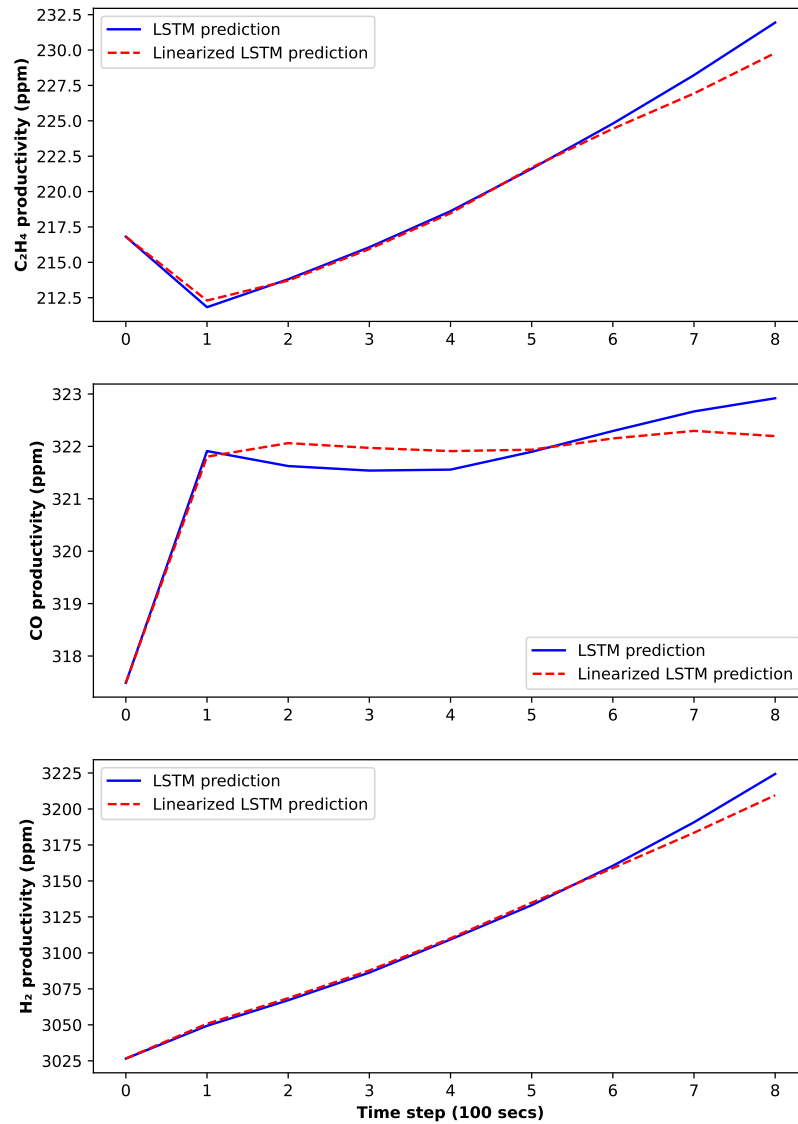 LSTM prediction
Linearized LSTM prediction
C₂H₄ productivity (ppm)
232.5
230.0
227.5
225.0
222.5
220.0
217.5
215.0
212.5
0 1 2 3 4 5 6 7 8
CO productivity (ppm)
323
322
321
320
319
318
LSTM prediction
Linearized LSTM prediction
0 1 2 3 4 5 6 7 8
LSTM prediction
Linearized LSTM prediction
H₂ productivity (ppm)
3225
3200
3175
3150
3125
3100
3075
3050
3025
0 1 2 3 4 5 6 7 8
Time step (100 secs)